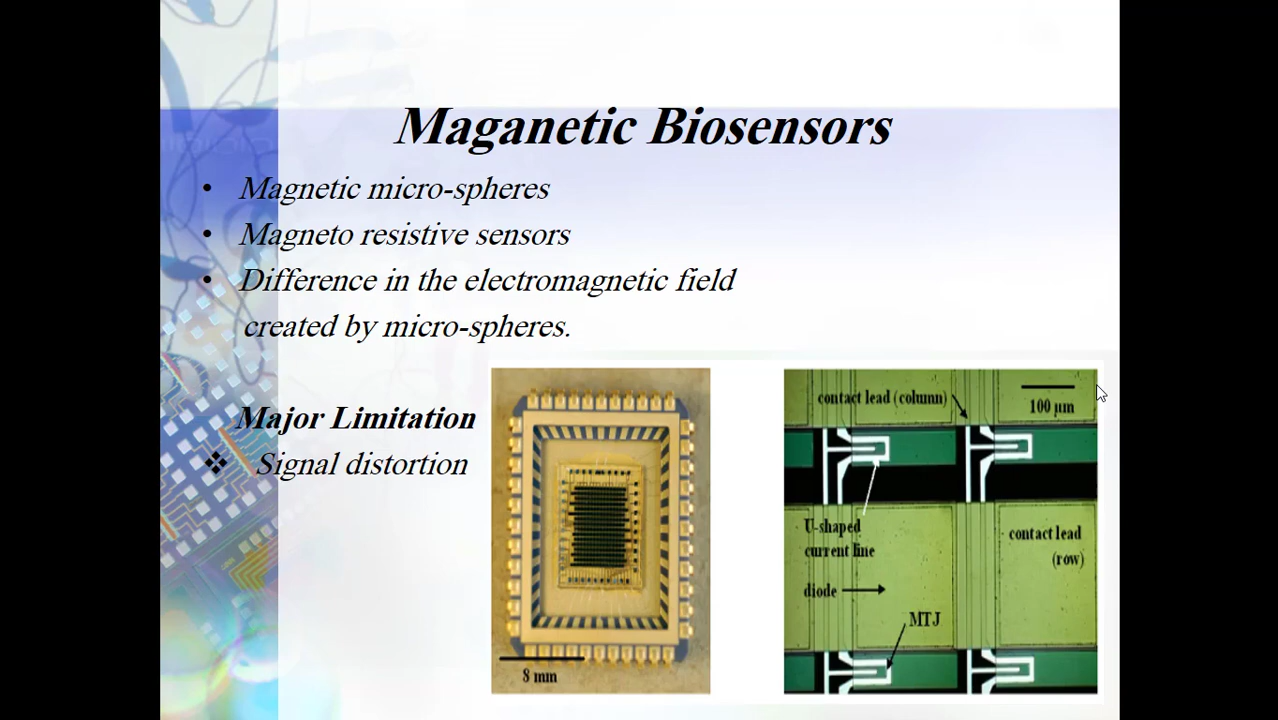 Maganetic Biosensors
• Magnetic micro-spheres
• Magneto resistive sensors
• Difference in the electromagnetic field
created by micro-spheres.
Major Limitation
❖ Signal distortion
8 mm
contact lead (column)
100 µm
U-shaped
current line
contact lead
(row)
diode
MTJ